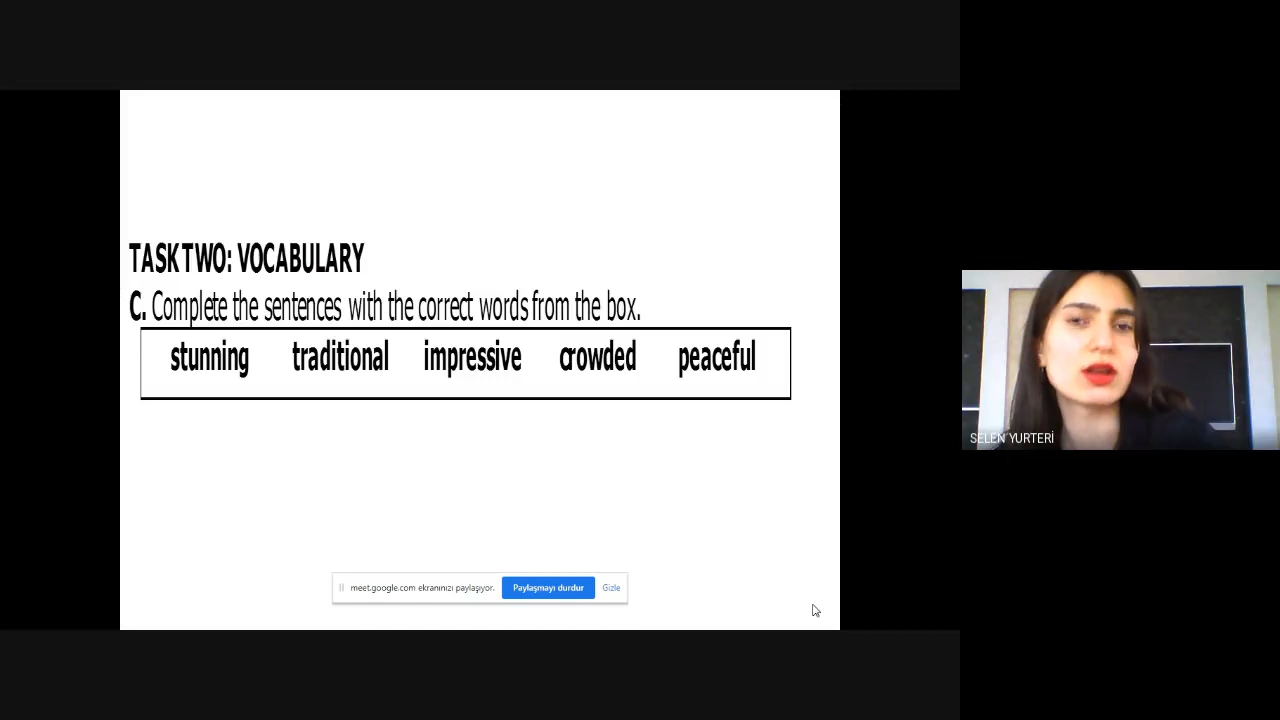 TASK TWO: VOCABULARY
C. Complete the sentences with the correct words from the box.
stunning traditional impressive crowded peaceful
SELEN YURTERİ
meet.google.com ekranınızı paylaşıyor. Paylaşmayı durdur Gizle